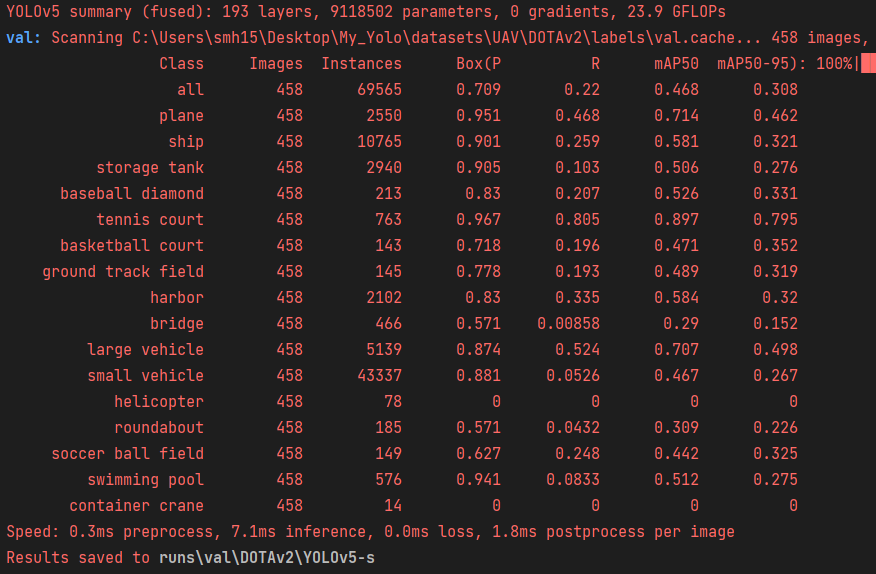 YOLOv5 summary (fused): 193 layers, 9118502 parameters, 0 gradients, 23.9 GFLOPs
val: Scanning C:\Users\smh15\Desktop\My_Yolo\datasets\UAV\DOTAv2\labels\val.cache... 458 images,
Class Images Instances Box(P R mAP50 mAP50-95): 100%|
all 458 69565 0.709 0.22 0.468 0.308
plane 458 2550 0.951 0.468 0.714 0.462
ship 458 10765 0.901 0.259 0.581 0.321
storage tank 458 2940 0.905 0.103 0.506 0.276
baseball diamond 458 213 0.83 0.207 0.526 0.331
tennis court 458 763 0.967 0.805 0.897 0.795
basketball court 458 143 0.718 0.196 0.471 0.352
ground track field 458 145 0.778 0.193 0.489 0.319
harbor 458 2102 0.83 0.335 0.584 0.32
bridge 458 466 0.571 0.00858 0.29 0.152
large vehicle 458 5139 0.874 0.524 0.707 0.498
small vehicle 458 43337 0.881 0.0526 0.467 0.267
helicopter 458 78 0 0 0 0
roundabout 458 185 0.571 0.0432 0.309 0.226
soccer ball field 458 149 0.627 0.248 0.442 0.325
swimming pool 458 576 0.941 0.0833 0.512 0.275
container crane 458 14 0 0 0 0
Speed: 0.3ms preprocess, 7.1ms inference, 0.0ms loss, 1.8ms postprocess per image
Results saved to runs\val\DOTAv2\YOLOv5-s